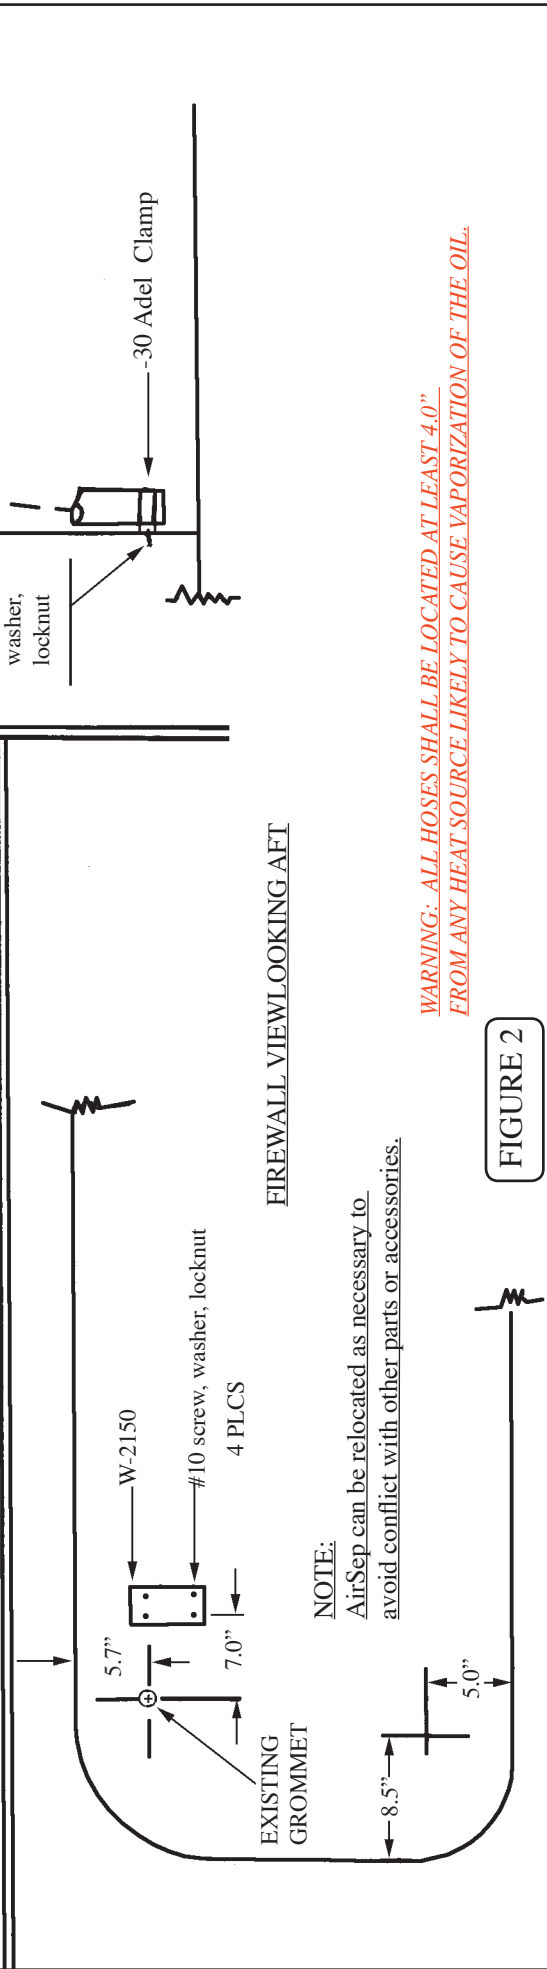 washer,
locknut
-30 Adel Clamp
W-2150
#10 screw, washer, locknut
4 PLCS
5.7”
7.0”
EXISTING
GROMMET
FIREWALL VIEWLOOKING AFT
NOTE:
AirSep can be relocated as necessary to
avoid conflict with other parts or accessories.
8.5”
5.0”
WARNING: ALL HOSES SHALL BE LOCATED AT LEAST 4.0”
FROM ANY HEAT SOURCE LIKELY TO CAUSE VAPORIZATION OF THE OIL.
FIGURE 2